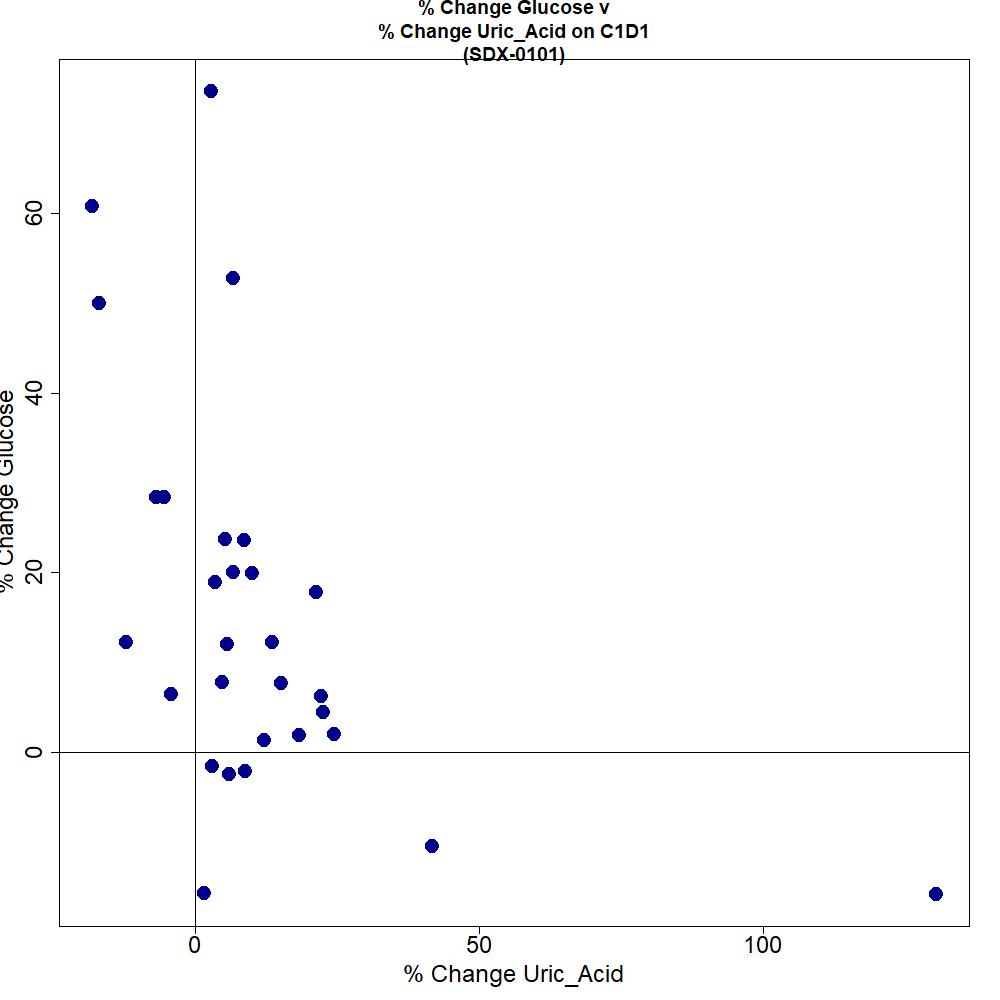 % Change Glucose v
% Change Uric_Acid on C1D1
(SDX-0101)
% Change Glucose
60
40
20
0
0
50
100
% Change Uric_Acid